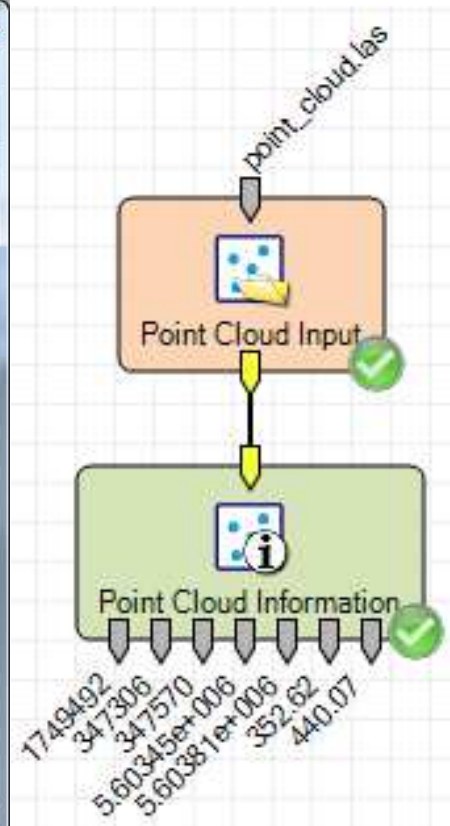 point_cloud.las
Point Cloud Input
Point Cloud Information
1749492
347306
347570
5.60345e+006
5.60381e+006
352.62
440.07